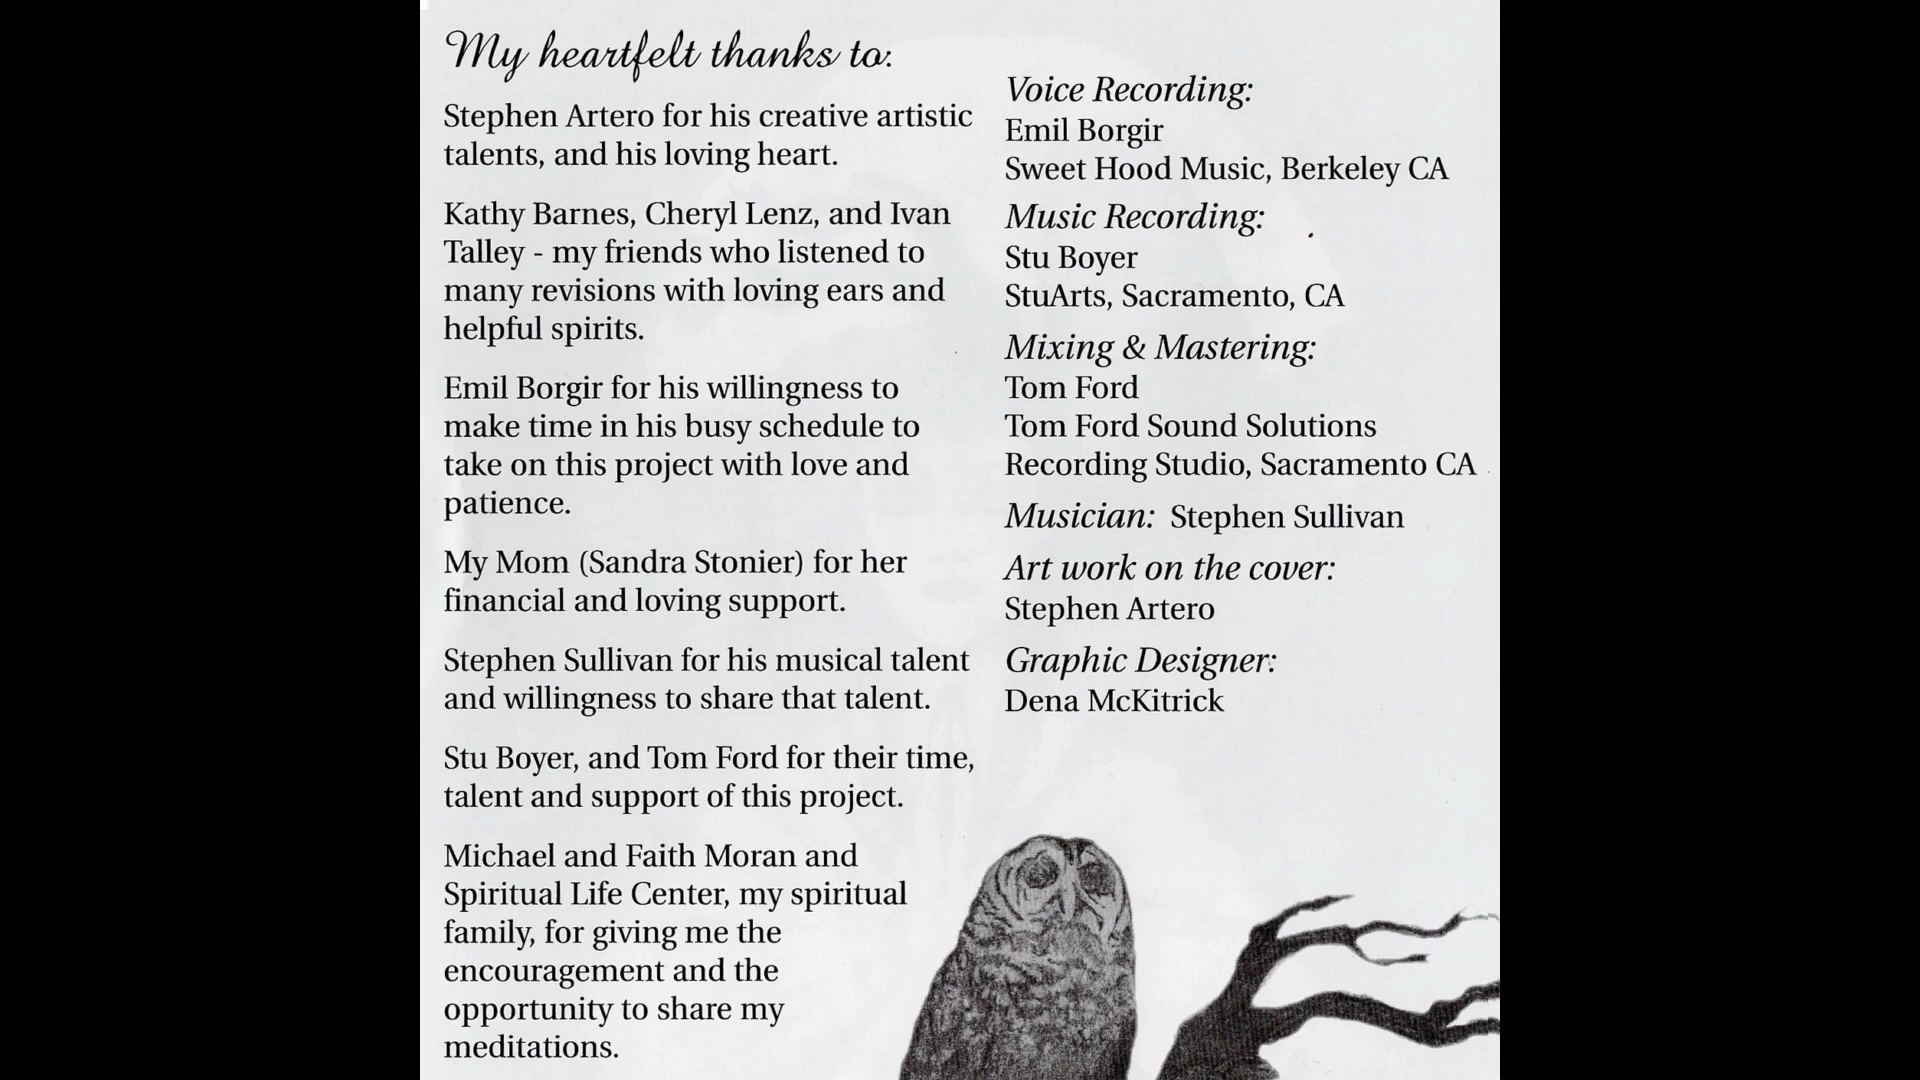 My heartfelt thanks to:
Stephen Artero for his creative artistic
talents, and his loving heart.
Kathy Barnes, Cheryl Lenz, and Ivan
Talley - my friends who listened to
many revisions with loving ears and
helpful spirits.
Emil Borgir for his willingness to
make time in his busy schedule to
take on this project with love and
patience.
My Mom (Sandra Stonier) for her
financial and loving support.
Stephen Sullivan for his musical talent
and willingness to share that talent.
Stu Boyer, and Tom Ford for their time,
talent and support of this project.
Michael and Faith Moran and
Spiritual Life Center, my spiritual
family, for giving me the
encouragement and the
opportunity to share my
meditations.
Voice Recording:
Emil Borgir
Sweet Hood Music, Berkeley CA
Music Recording:
Stu Boyer
StuArts, Sacramento, CA
Mixing & Mastering:
Tom Ford
Tom Ford Sound Solutions
Recording Studio, Sacramento CA
Musician: Stephen Sullivan
Art work on the cover:
Stephen Artero
Graphic Designer:
Dena McKitrick